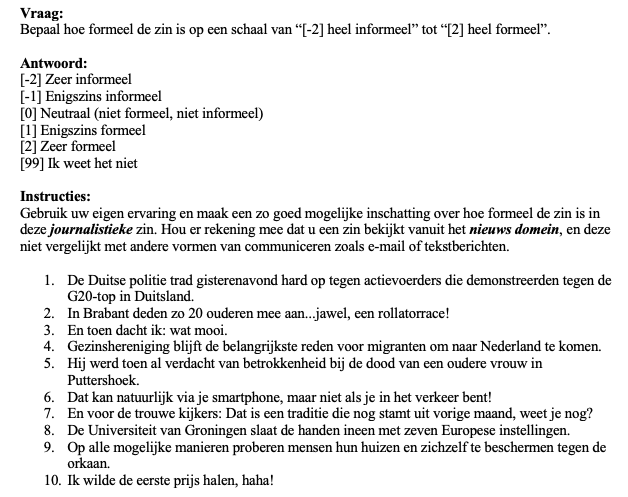 Vraag:
Bepaal hoe formeel de zin is op een schaal van “[-2] heel informeel” tot “[2] heel formeel”.
Antwoord:
[-2] Zeer informeel
[-1] Enigszins informeel
[0] Neutraal (niet formeel, niet informeel)
[1] Enigszins formeel
[2] Zeer formeel
[99] Ik weet het niet
Instructies:
Gebruik uw eigen ervaring en maak een zo goed mogelijke inschatting over hoe formeel de zin is in
deze journalistieke zin. Hou er rekening mee dat u een zin bekijkt vanuit het nieuws domein, en deze
niet vergelijkt met andere vormen van communiceren zoals e-mail of tekstberichten.
1. De Duitse politie trad gisterenavond hard op tegen actievoerders die demonstreerden tegen de
G20-top in Duitsland.
2. In Brabant deden zo 20 ouderen mee aan...jawel, een rollatorrace!
3. En toen dacht ik: wat mooi.
4. Gezinshereniging blijft de belangrijkste reden voor migranten om naar Nederland te komen.
5. Hij werd toen al verdacht van betrokkenheid bij de dood van een oudere vrouw in
Puttershoek.
6. Dat kan natuurlijk via je smartphone, maar niet als je in het verkeer bent!
7. En voor de trouwe kijkers: Dat is een traditie die nog stamt uit vorige maand, weet je nog?
8. De Universiteit van Groningen slaat de handen ineen met zeven Europese instellingen.
9. Op alle mogelijke manieren proberen mensen hun huizen en zichzelf te beschermen tegen de
orkaan.
10. Ik wilde de eerste prijs halen, haha!